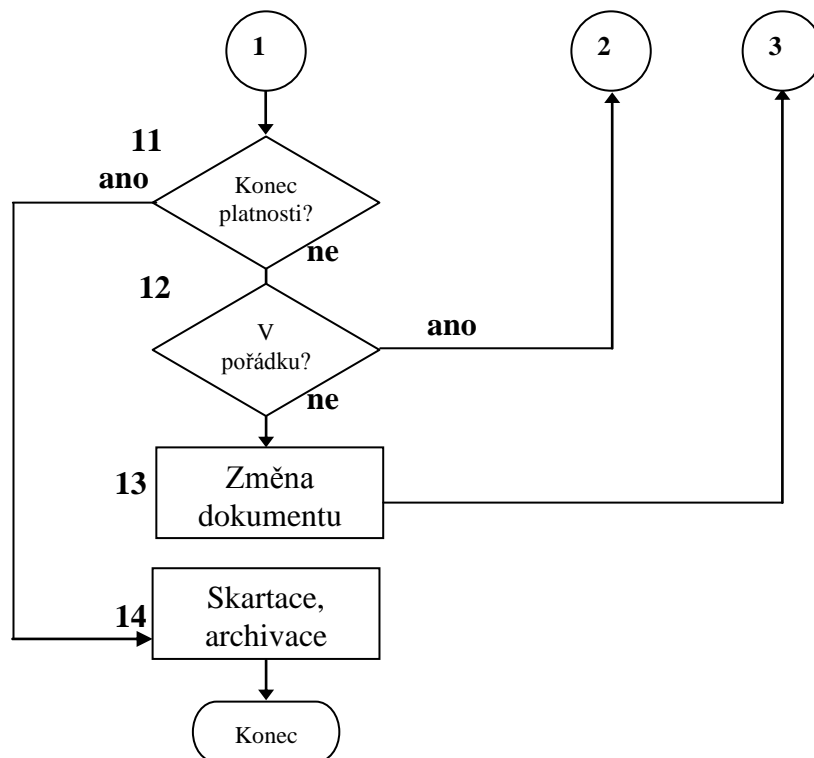 1
2
3
11
ano
Konec
platnosti?
ne
12
V
pořádku?
ano
ne
13
Změna
dokumentu
14
Skartace,
archivace
Konec